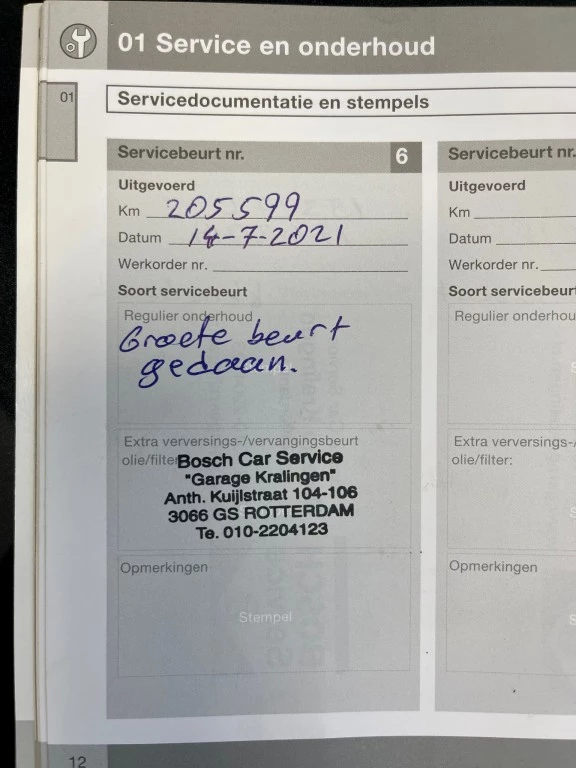 01 Service en onderhoud
01
Servicedocumentatie en stempels
Servicebeurt nr. 6
Uitgevoerd
Km 205599
Datum 14-7-2021
Werkorder nr.
Soort servicebeurt
Regulier onderhoud
Groete beurt
gedaan.
Extra verversings-/vervangingsbeurt
olie/filter
Bosch Car Service
"Garage Kralingen"
Anth. Kuijlstraat 104-106
3066 GS ROTTERDAM
Te. 010-2204123
Opmerkingen
Stempel
Servicebeurt nr.
Uitgevoerd
Km
Datum
Werkorder nr.
Soort servicebeurt
Regulier onderhou
Extra verversings-/
olie/filter:
Opmerkingen
12